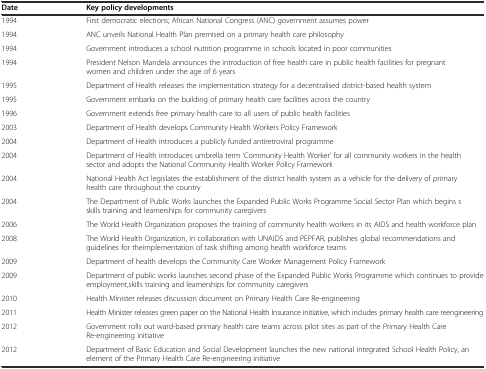 Date Key policy developments
1994 First democratic elections; African National Congress (ANC) government assumes power
1994 ANC unveils National Health Plan premised on a primary health care philosophy
1994 Government introduces a school nutrition programme in schools located in poor communities
1994 President Nelson Mandela announces the introduction of free health care in public health facilities for pregnant
women and children under the age of 6 years
1995 Department of Health releases the implementation strategy for a decentralised district-based health system
1995 Government embarks on the building of primary health care facilities across the country
1996 Government extends free primary health care to all users of public health facilities
2003 Department of Health develops Community Health Workers Policy Framework
2004 Department of Health introduces a publicly funded antiretroviral programme
2004 Department of Health introduces umbrella term 'Community Health Worker' for all community workers in the health
sector and adopts the National Community Health Worker Policy Framework
2004 National Health Act legislates the establishment of the district health system as a vehicle for the delivery of primary
health care throughout the country
2004 The Department of Public Works launches the Expanded Public Works Programme Social Sector Plan which begins s
skills training and learnerships for community caregivers
2006 The World Health Organization proposes the training of community health workers in its AIDS and health workforce plan
2008 The World Health Organization, in collaboration with UNAIDS and PEPFAR, publishes global recommendations and
guidelines for theimplementation of task shifting among health workforce teams
2009 Department of health develops the Community Care Worker Management Policy Framework
2009 Department of public works launches second phase of the Expanded Public Works Programme which continues to provide
employment,skills training and learnerships for community caregivers
2010 Health Minister releases discussion document on Primary Health Care Re-engineering
2011 Health Minister releases green paper on the National Health Insurance initiative, which includes primary health care reengineering
2012 Government rolls out ward-based primary health care teams across pilot sites as part of the Primary Health Care
Re-engineering initiative
2012 Department of Basic Education and Social Development launches the new national integrated School Health Policy, an
element of the Primary Health Care Re-engineering initiative